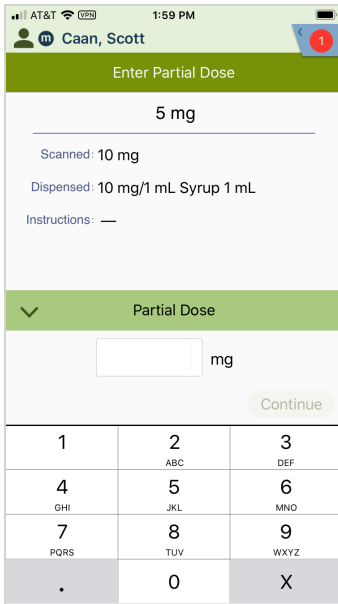 AT&T VPN 1:59 PM
m Caan, Scott 1
Enter Partial Dose
5 mg
Scanned: 10 mg
Dispensed: 10 mg/1 mL Syrup 1 mL
Instructions: —
Partial Dose
mg
Continue
1 2 3
ABC DEF
4 5 6
GHI JKL MNO
7 8 9
PQRS TUV WXYZ
. 0 X